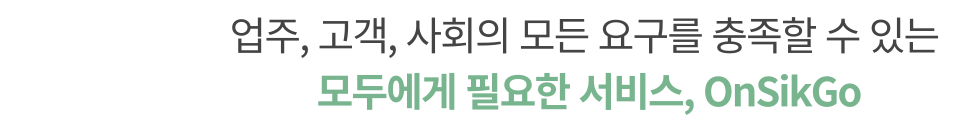 업주, 고객, 사회의 모든 요구를 충족할 수 있는
모두에게 필요한 서비스, OnSikGo